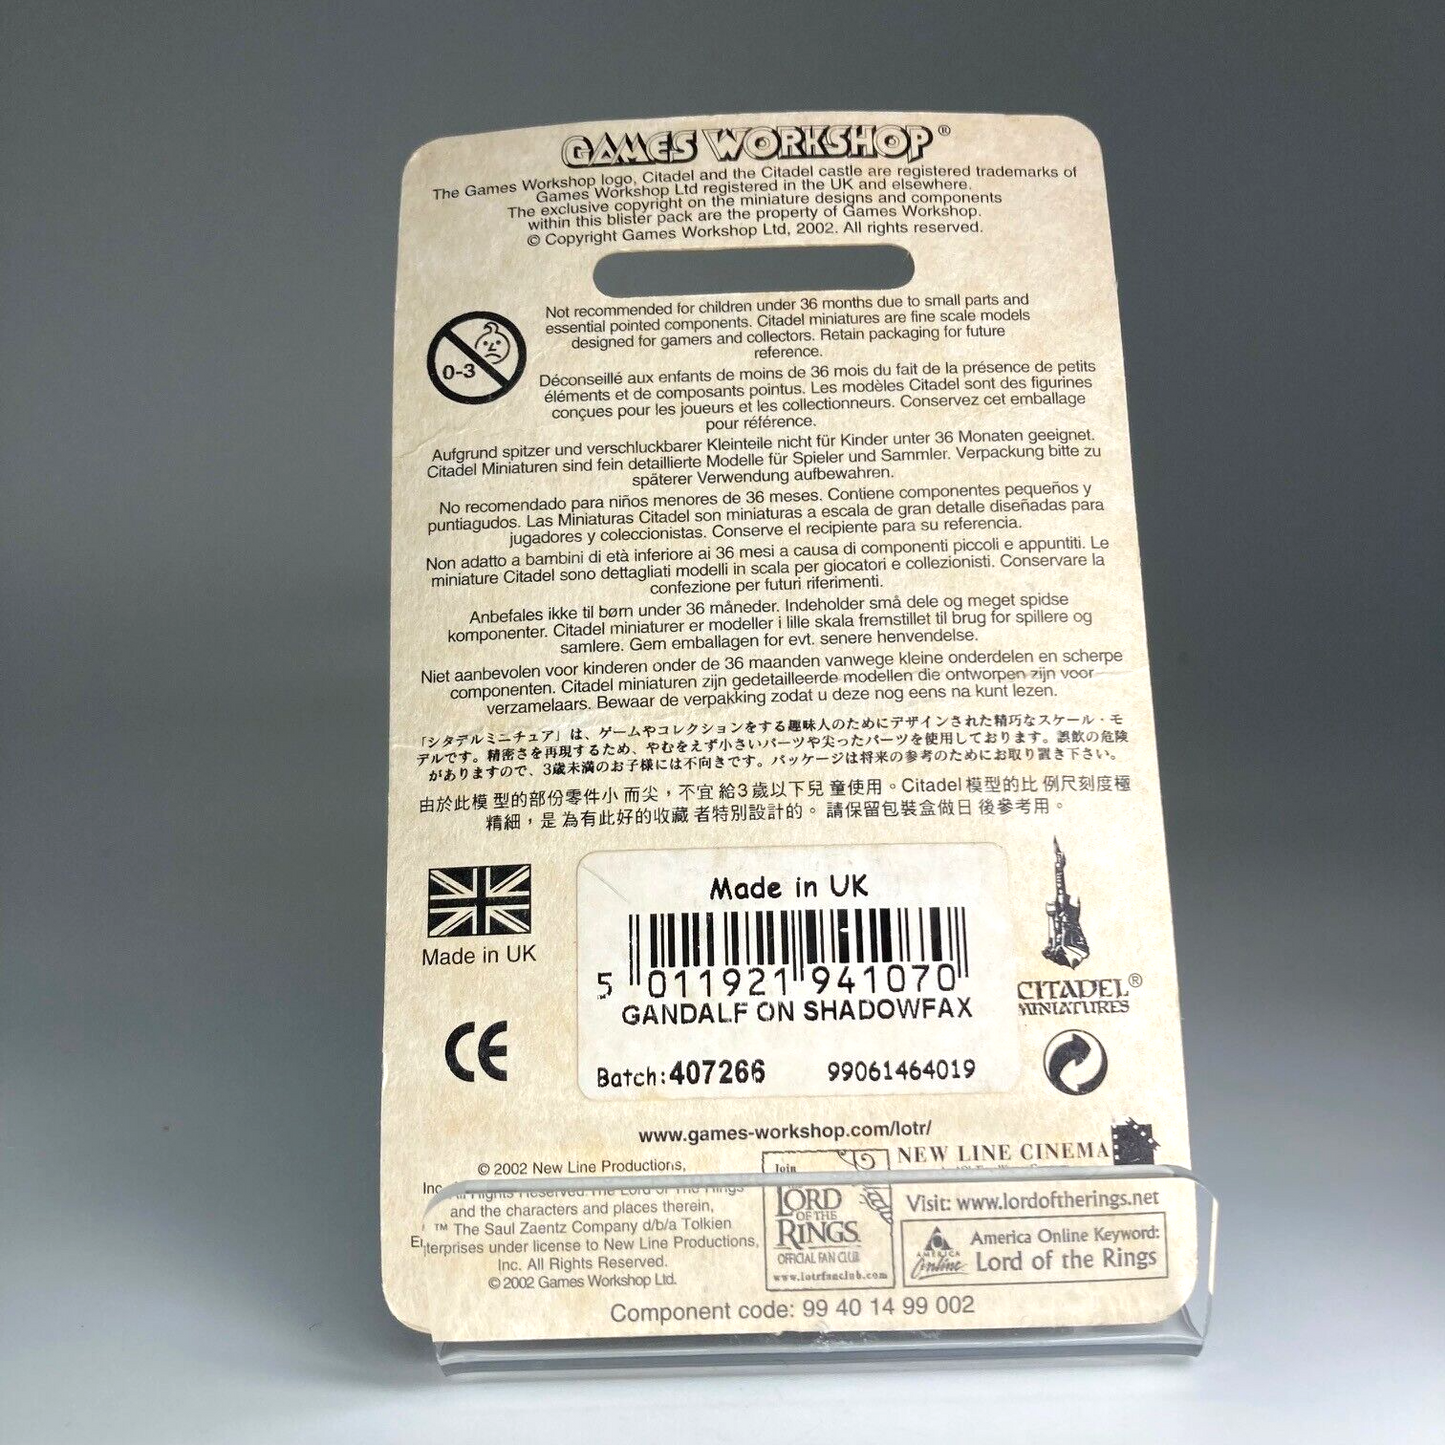 GAMES WORKSHOP®
The Games Workshop logo, Citadel and the Citadel castle are registered trademarks of
Games Workshop Ltd registered in the UK and elsewhere.
The exclusive copyright on the miniature designs and components
within this blister pack are the property of Games Workshop.
© Copyright Games Workshop Ltd, 2002. All rights reserved.
0-3
Not recommended for children under 36 months due to small parts and
essential pointed components. Citadel miniatures are fine scale models
designed for gamers and collectors. Retain packaging for future
reference.
Déconseillé aux enfants de moins de 36 mois du fait de la présence de petits
éléments et de composants pointus. Les modèles Citadel sont des figurines
conçues pour les joueurs et les collectionneurs. Conservez cet emballage
pour référence.
Aufgrund spitzer und verschluckbarer Kleinteile nicht für Kinder unter 36 Monaten geeignet.
Citadel Miniaturen sind fein detaillierte Modelle für Spieler und Sammler. Verpackung bitte zu
späterer Verwendung aufbewahren.
No recomendado para niños menores de 36 meses. Contiene componentes pequeños y
puntiagudos. Las Miniaturas Citadel son miniaturas a escala de gran detalle diseñadas para
jugadores y coleccionistas. Conserve el recipiente para su referencia.
Non adatto a bambini di età inferiore ai 36 mesi a causa di componenti piccoli e appuntiti. Le
miniature Citadel sono dettagliati modelli in scala per giocatori e collezionisti. Conservare la
confezione per futuri riferimenti.
Anbefales ikke til børn under 36 måneder. Indeholder små dele og meget spidse
komponenter. Citadel miniaturer er modeller i lille skala fremstillet til brug for spillere og
samlere. Gem emballagen for evt. senere henvendelse.
Niet aanbevolen voor kinderen onder de 36 maanden vanwege kleine onderdelen en scherpe
componenten. Citadel miniaturen zijn gedetailleerde modellen die ontworpen zijn voor
verzamelaars. Bewaar de verpakking zodat u deze nog eens na kunt lezen.
「シタデルミニチュア」は、ゲームやコレクションをする趣味人のためにデザインされた精巧なスケール・モ
デルです。精密さを再現するため、やむをえず小さいパーツや尖ったパーツを使用しております。誤飲の危険
がありますので、3歳未満のお子様には不向きです。パッケージは将来の参考のためにお取り置き下さい。
由於此模 型的部份零件小 而尖，不宜 給3歲以下兒 童使用。Citadel 模型的比 例尺刻度極
精細，是 為有此好的收藏 者特別設計的。 請保留包裝盒做日 後參考用。
Made in UK
Made in UK
5 011921 941070
GANDALF ON SHADOWFAX
Batch:407266 99061464019
CITADEL®
MINIATURES
CE
www.games-workshop.com/lotr/
© 2002 New Line Productions,
Inc. All Rights Reserved. The Lord of The Rings
and the characters and places therein,
™ The Saul Zaentz Company d/b/a Tolkien
Enterprises under license to New Line Productions,
Inc. All Rights Reserved.
© 2002 Games Workshop Ltd.
Join
THE
LORD
OF THE
RINGS
OFFICIAL FAN CLUB
www.lotrfanclub.com
NEW LINE CINEMA
Visit: www.lordoftherings.net
AMERICA
Online
America Online Keyword:
Lord of the Rings
Component code: 99 40 14 99 002